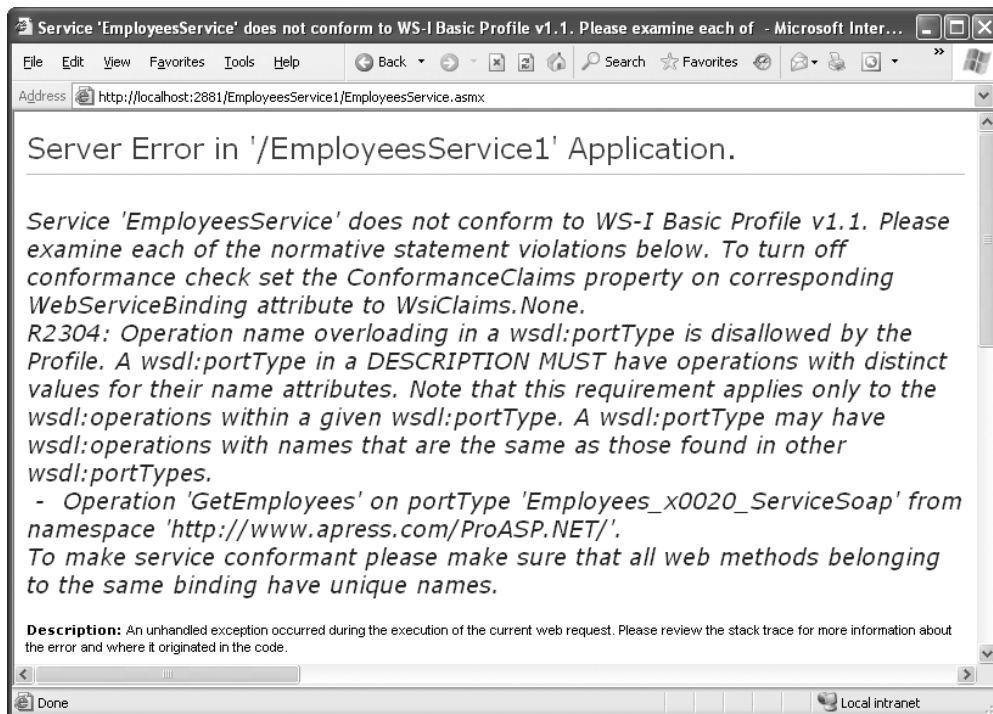 Service 'EmployeesService' does not conform to WS-I Basic Profile v1.1. Please examine each of - Microsoft Inter...
File Edit View Favorites Tools Help Back Search Favorites »
Address http://localhost:2881/EmployeesService1/EmployeesService.asmx
Server Error in '/EmployeesService1' Application.
Service 'EmployeesService' does not conform to WS-I Basic Profile v1.1. Please
examine each of the normative statement violations below. To turn off
conformance check set the ConformanceClaims property on corresponding
WebServiceBinding attribute to WsiClaims.None.
R2304: Operation name overloading in a wsdl:portType is disallowed by the
Profile. A wsdl:portType in a DESCRIPTION MUST have operations with distinct
values for their name attributes. Note that this requirement applies only to the
wsdl:operations within a given wsdl:portType. A wsdl:portType may have
wsdl:operations with names that are the same as those found in other
wsdl:portTypes.
- Operation 'GetEmployees' on portType 'Employees_x0020_ServiceSoap' from
namespace 'http://www.apress.com/ProASP.NET/'.
To make service conformant please make sure that all web methods belonging
to the same binding have unique names.
Description: An unhandled exception occurred during the execution of the current web request. Please review the stack trace for more information about
the error and where it originated in the code.
Done Local intranet